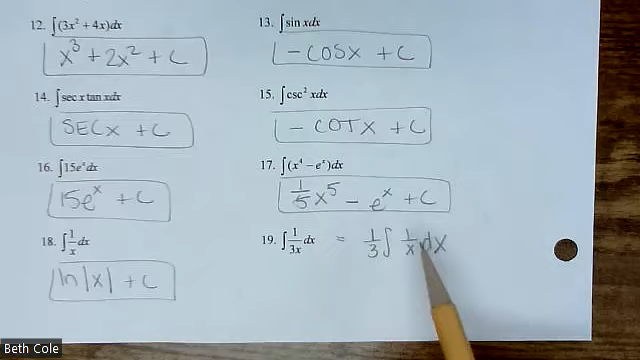 12. ∫(3x² + 4x)dx
x³ + 2x² + C
13. ∫sin xdx
-COSX + C
14. ∫sec x tan xdx
SECX + C
15. ∫csc² xdx
- COTX + C
16. ∫15eˣdx
15eˣ + C
17. ∫(x⁴ − eˣ)dx
1/5 x⁵ - eˣ + C
18. ∫1/x dx
ln|x| + C
19. ∫1/3x dx = 1/3 ∫ 1/x dx
Beth Cole